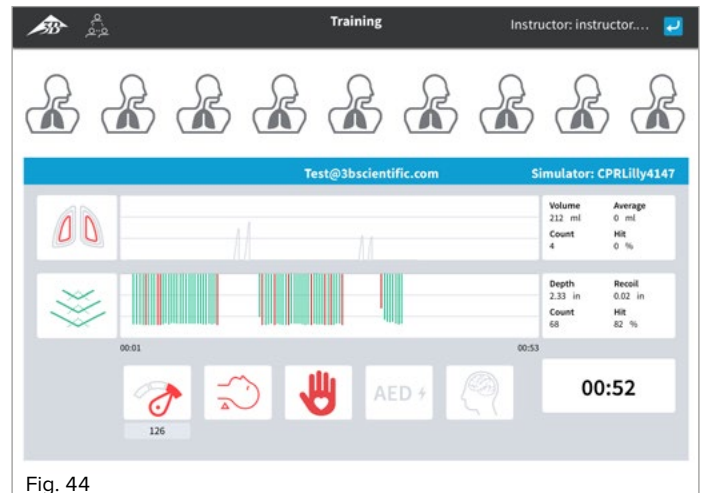 3B
Training
Instructor: instructor....
Test@3bscientific.com
Simulator: CPRLilly4147
Volume Average
212 ml 0 ml
Count Hit
4 0 %
Depth Recoil
2.33 in 0.02 in
Count Hit
68 82 %
00:01
00:53
AED
00:52
126
Fig. 44